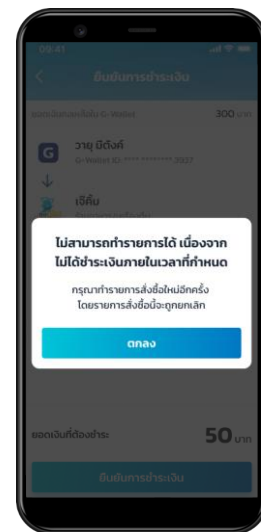 09:41
ยืนยันการชำระเงิน
300 บาท
G
วายุ มีตังค์
G-Wallet ID-**** ******** 3927
เจ๊คิ้ม
ไม่สามารถทำรายการได้ เนื่องจาก
ไม่ได้ชำระเงินภายในเวลาที่กำหนด
กรุณาทำรายการสั่งซื้อใหม่อีกครั้ง
โดยรายการสั่งซื้อนี้จะถูกยกเลิก
ตกลง
ยอดเงินที่ต้องชำระ
50 บาท
ยืนยันการชำระเงิน